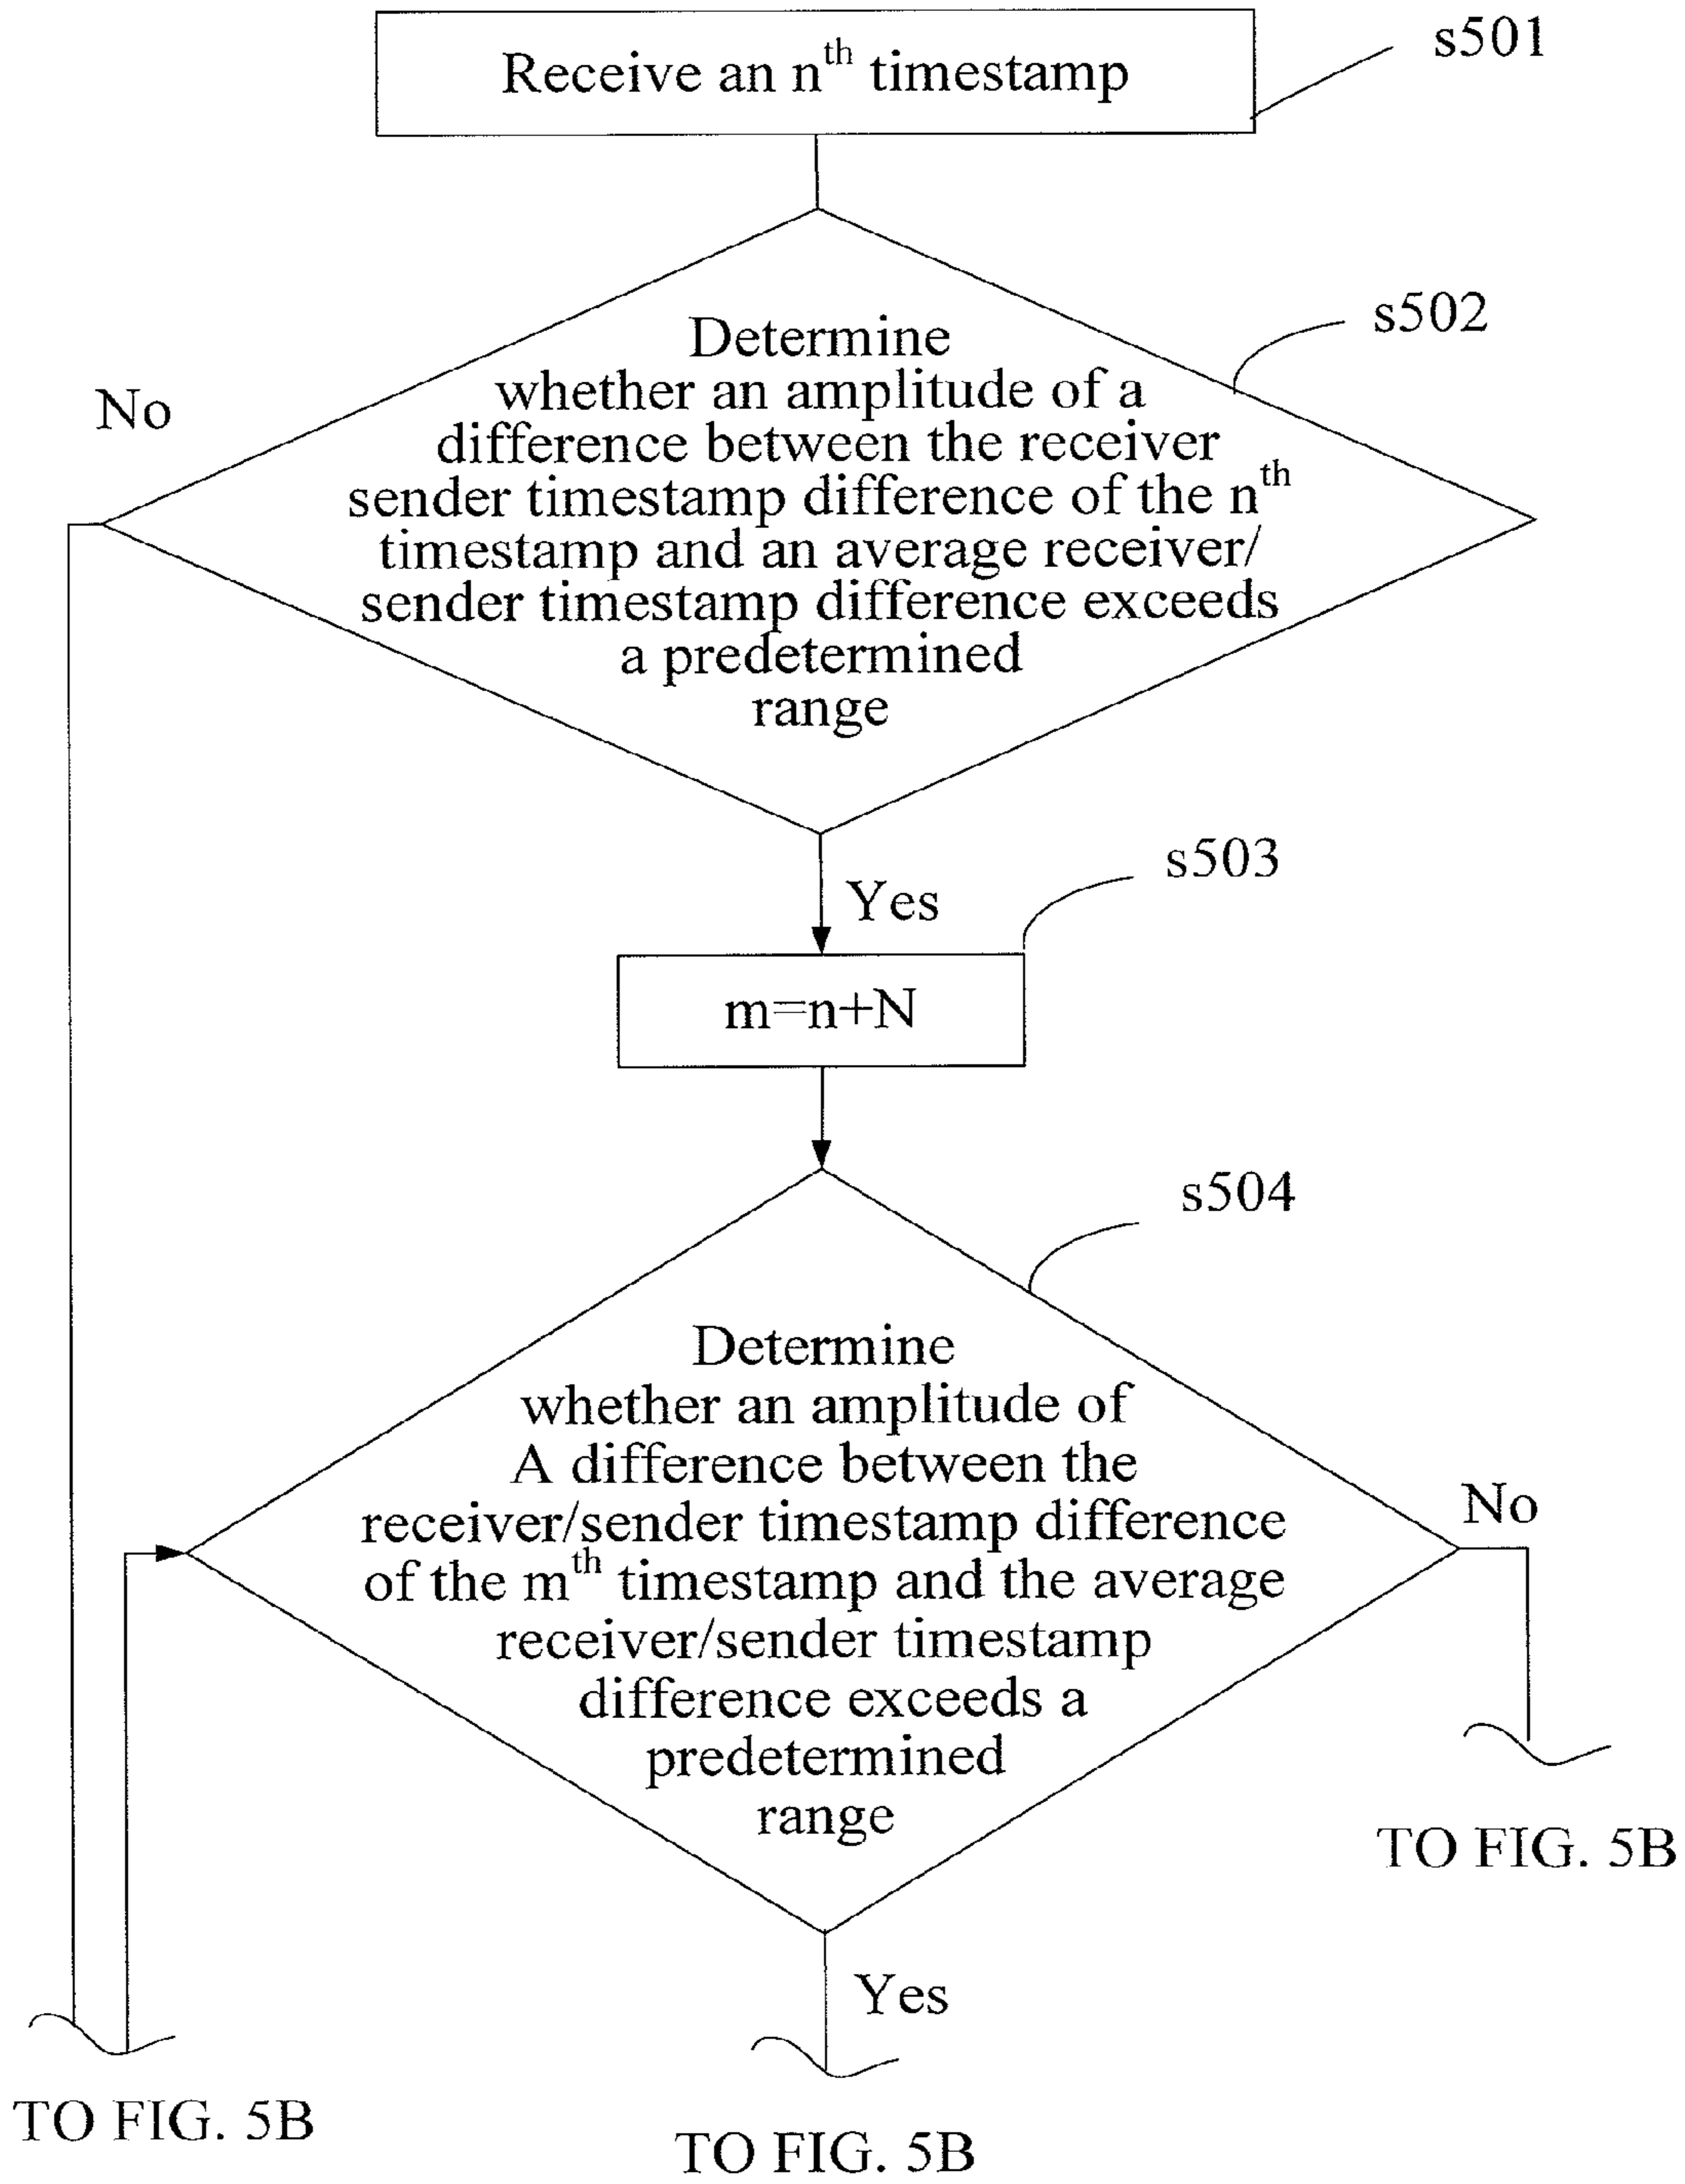 Receive an nth timestamp
s501
s502
Determine
whether an amplitude of a
difference between the receiver
sender timestamp difference of the nth
timestamp and an average receiver/
sender timestamp difference exceeds
a predetermined
range
No
Yes
s503
m=n+N
s504
Determine
whether an amplitude of
A difference between the
receiver/sender timestamp difference
of the mth timestamp and the average
receiver/sender timestamp
difference exceeds a
predetermined
range
No
TO FIG. 5B
Yes
TO FIG. 5B
TO FIG. 5B